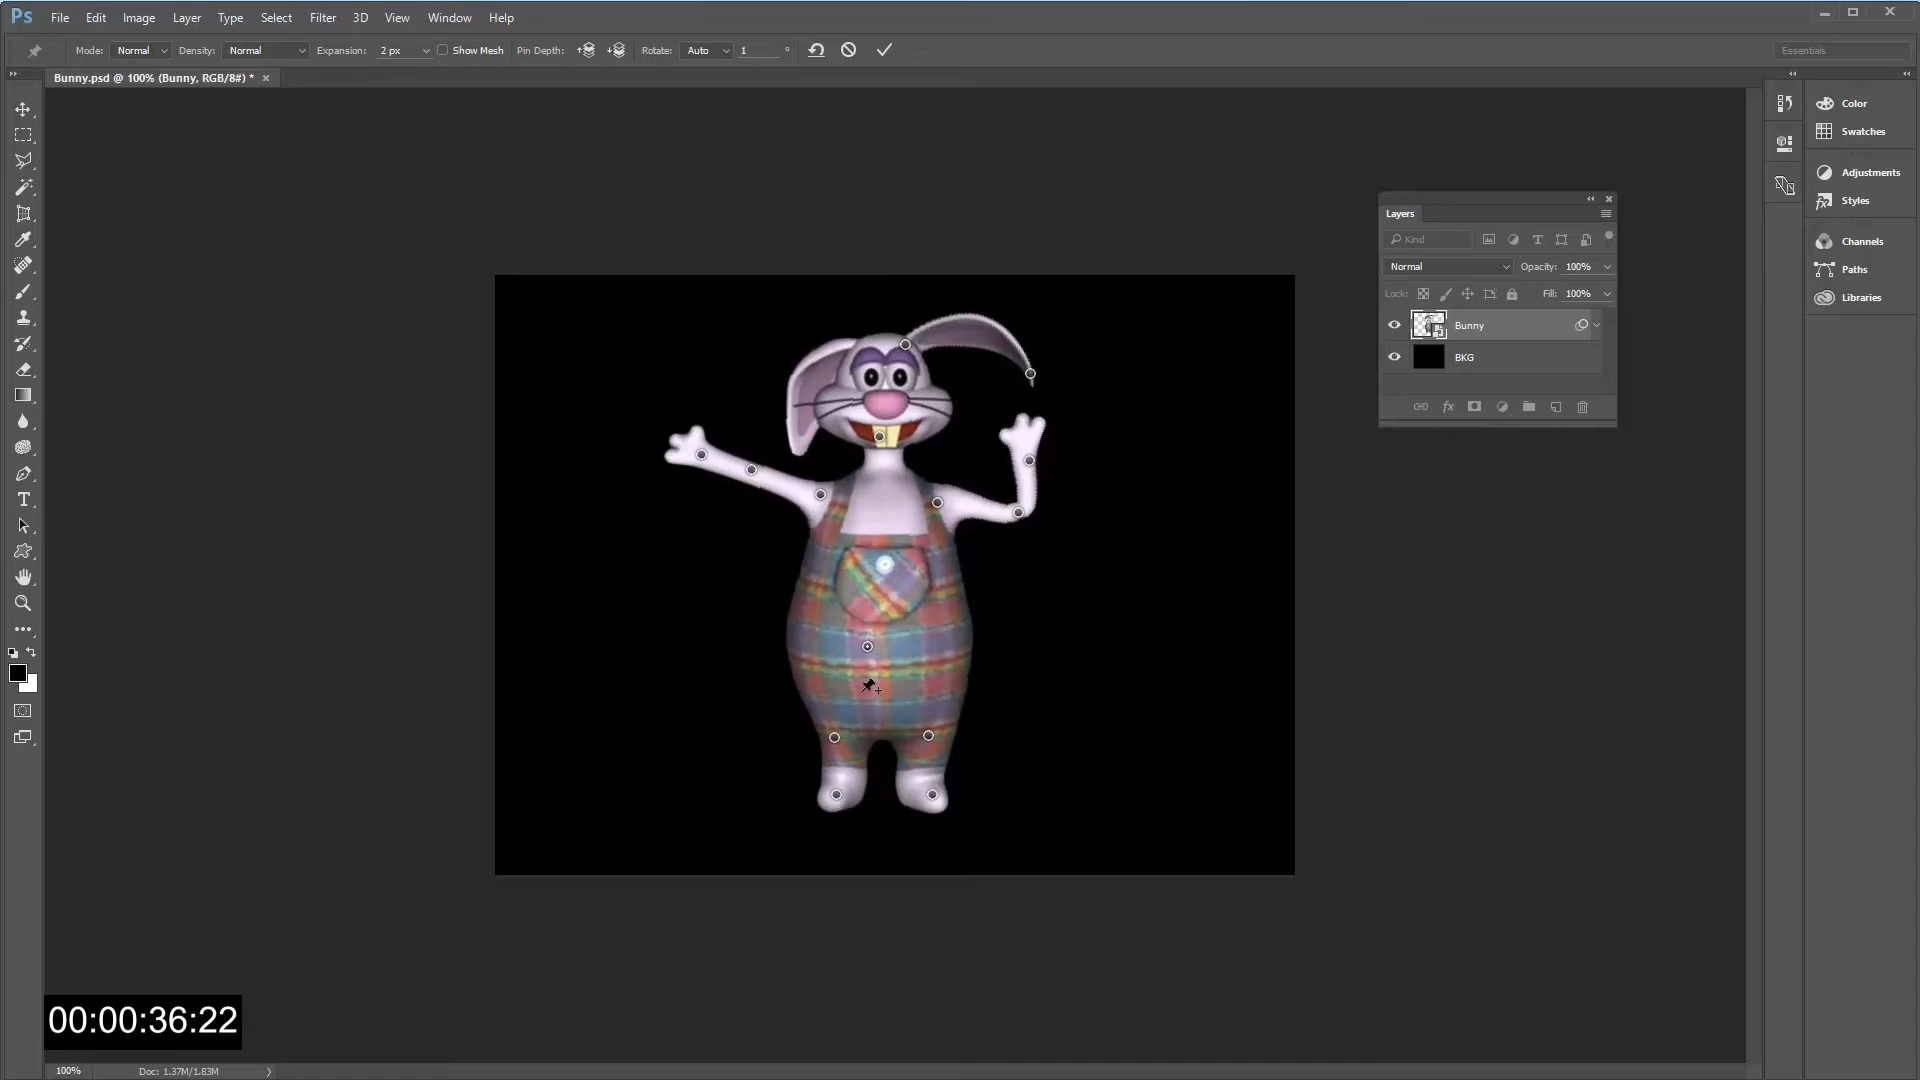 Ps File Edit Image Layer Type Select Filter 3D View Window Help
Mode: Normal Density: Normal Expansion: 2 px Show Mesh Pin Depth: Rotate: Auto 1 ° Essentials
Bunny.psd @ 100% (Bunny, RGB/8#) * ×
Color
Swatches
Adjustments
Styles
Channels
Paths
Libraries
Layers
Kind
Normal Opacity: 100%
Lock: Fill: 100%
Bunny
BKG
fx
00:00:36:22
100% Doc: 1.37M/1.83M